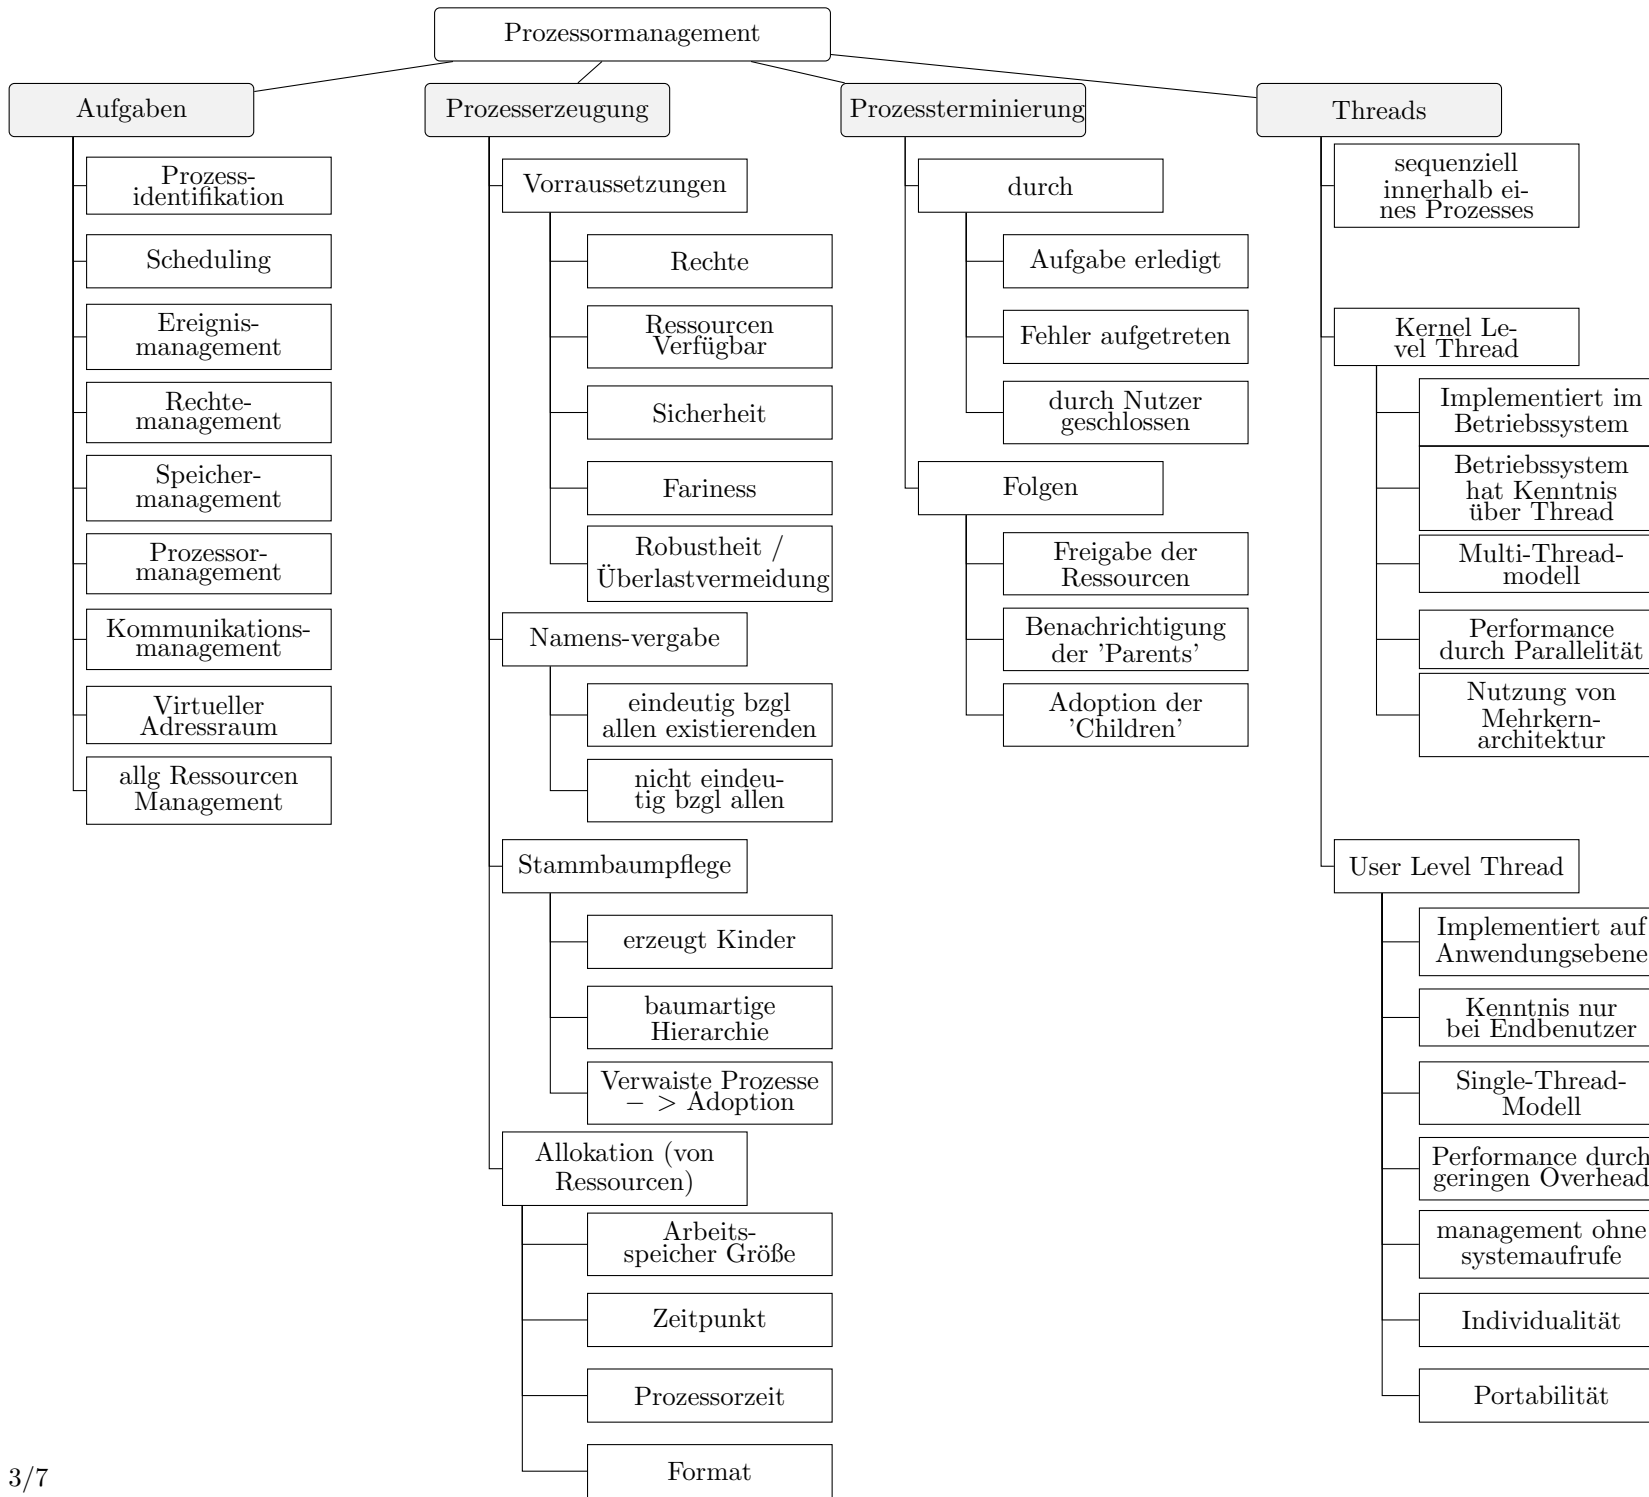 Prozessormanagement
Aufgaben
Prozess-
identifikation
Scheduling
Ereignis-
management
Rechte-
management
Speicher-
management
Prozessor-
management
Kommunikations-
management
Virtueller
Adressraum
allg Ressourcen
Management
Prozesserzeugung
Vorraussetzungen
Rechte
Ressourcen
Verfügbar
Sicherheit
Fariness
Robustheit /
Überlastvermeidung
Namens-vergabe
eindeutig bzgl
allen existierenden
nicht eindeu-
tig bzgl allen
Stammbaumpflege
erzeugt Kinder
baumartige
Hierarchie
Verwaiste Prozesse
− > Adoption
Allokation (von
Ressourcen)
Arbeits-
speicher Größe
Zeitpunkt
Prozessorzeit
Format
Prozessterminierung
durch
Aufgabe erledigt
Fehler aufgetreten
durch Nutzer
geschlossen
Folgen
Freigabe der
Ressourcen
Benachrichtigung
der ’Parents’
Adoption der
’Children’
Threads
sequenziell
innerhalb ei-
nes Prozesses
Kernel Le-
vel Thread
Implementiert im
Betriebssystem
Betriebssystem
hat Kenntnis
über Thread
Multi-Thread-
modell
Performance
durch Parallelität
Nutzung von
Mehrkern-
architektur
User Level Thread
Implementiert auf
Anwendungsebene
Kenntnis nur
bei Endbenutzer
Single-Thread-
Modell
Performance durch
geringen Overhead
management ohne
systemaufrufe
Individualität
Portabilität
3/7